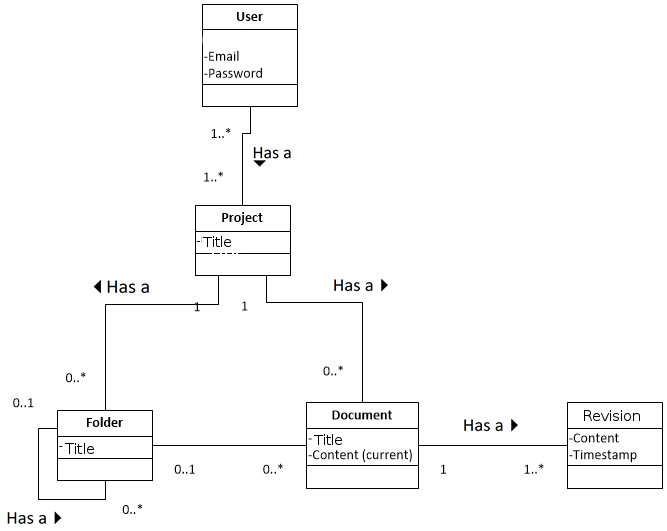 User
-Email
-Password
1..*
Has a
1..*
Project
-Title
Has a
Has a
1
1
0..*
0..*
0..1
Folder
-Title
Document
-Title
-Content (current)
Has a
Revision
-Content
-Timestamp
0..1
0..*
1
1..*
0..*
Has a